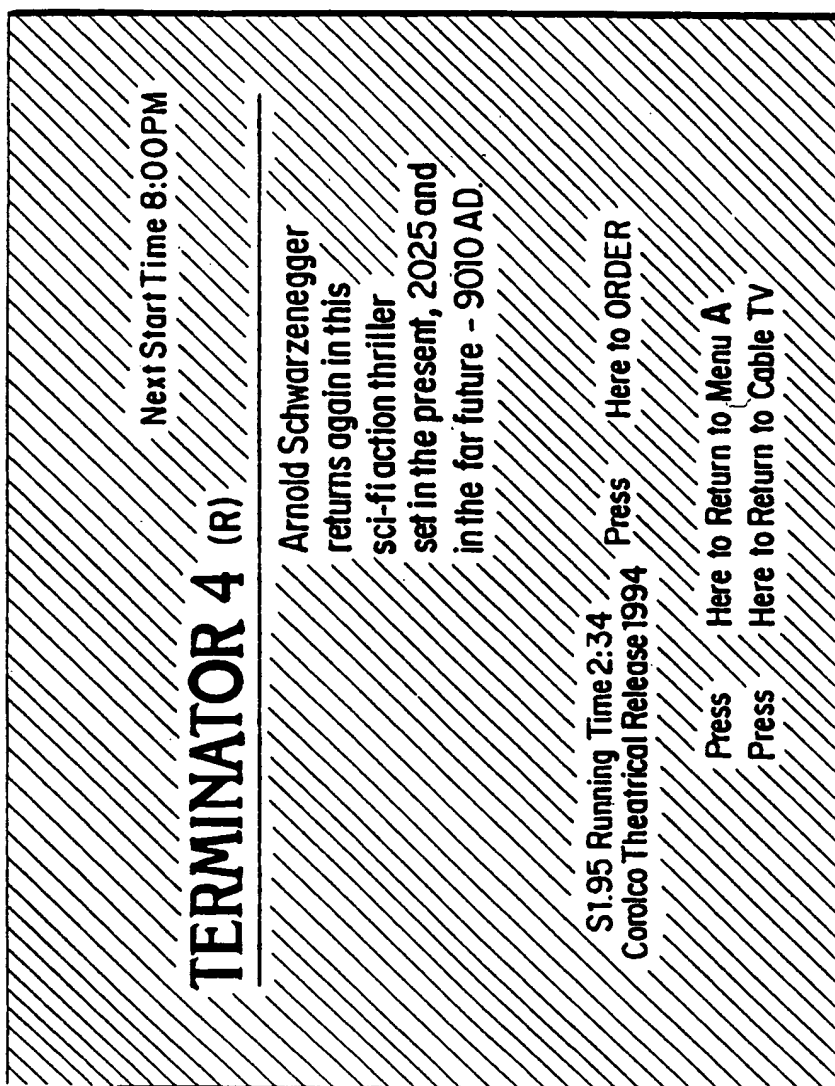 Next Start Time 8:00PM
TERMINATOR 4 (R)
Arnold Schwarzenegger
returns again in this
sci-fi action thriller
set in the present, 2025 and
in the far future - 9010 AD.
$1.95 Running Time 2:34
Corolco Theatrical Release 1994
Press Here to ORDER
Press Here to Return to Menu A
Press Here to Return to Cable TV